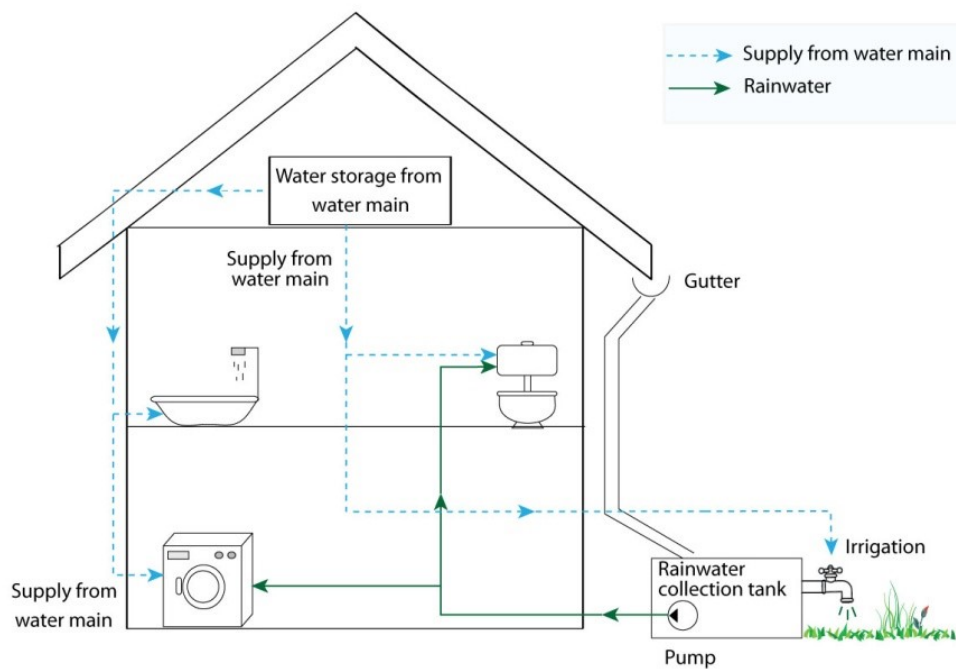 Supply from water main
Rainwater
Water storage from
water main
Supply from
water main
Gutter
Irrigation
Rainwater
collection tank
Supply from
water main
Pump